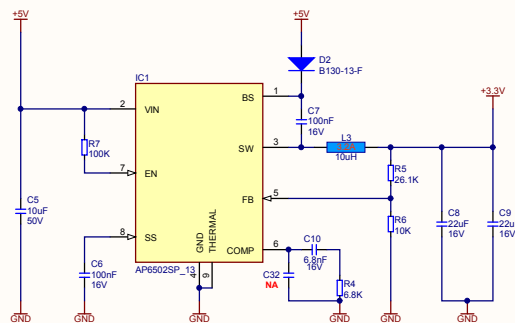 +5V
+5V
D2
B130-13-F
IC1
+3.3V
BS
1
2
VIN
C7
100nF
16V
R7
100K
SW
3
L3
10uH
7
EN
R5
26.1K
C5
10uF
50V
FB
5
R6
10K
C8
22uF
16V
C9
22u
16V
8
SS
GND
THERMAL
COMP
6
C10
6.8nF
16V
C6
100nF
16V
AP6502SP_13
4
9
C32
NA
R4
6.8K
GND
GND
GND
GND
GND
GND